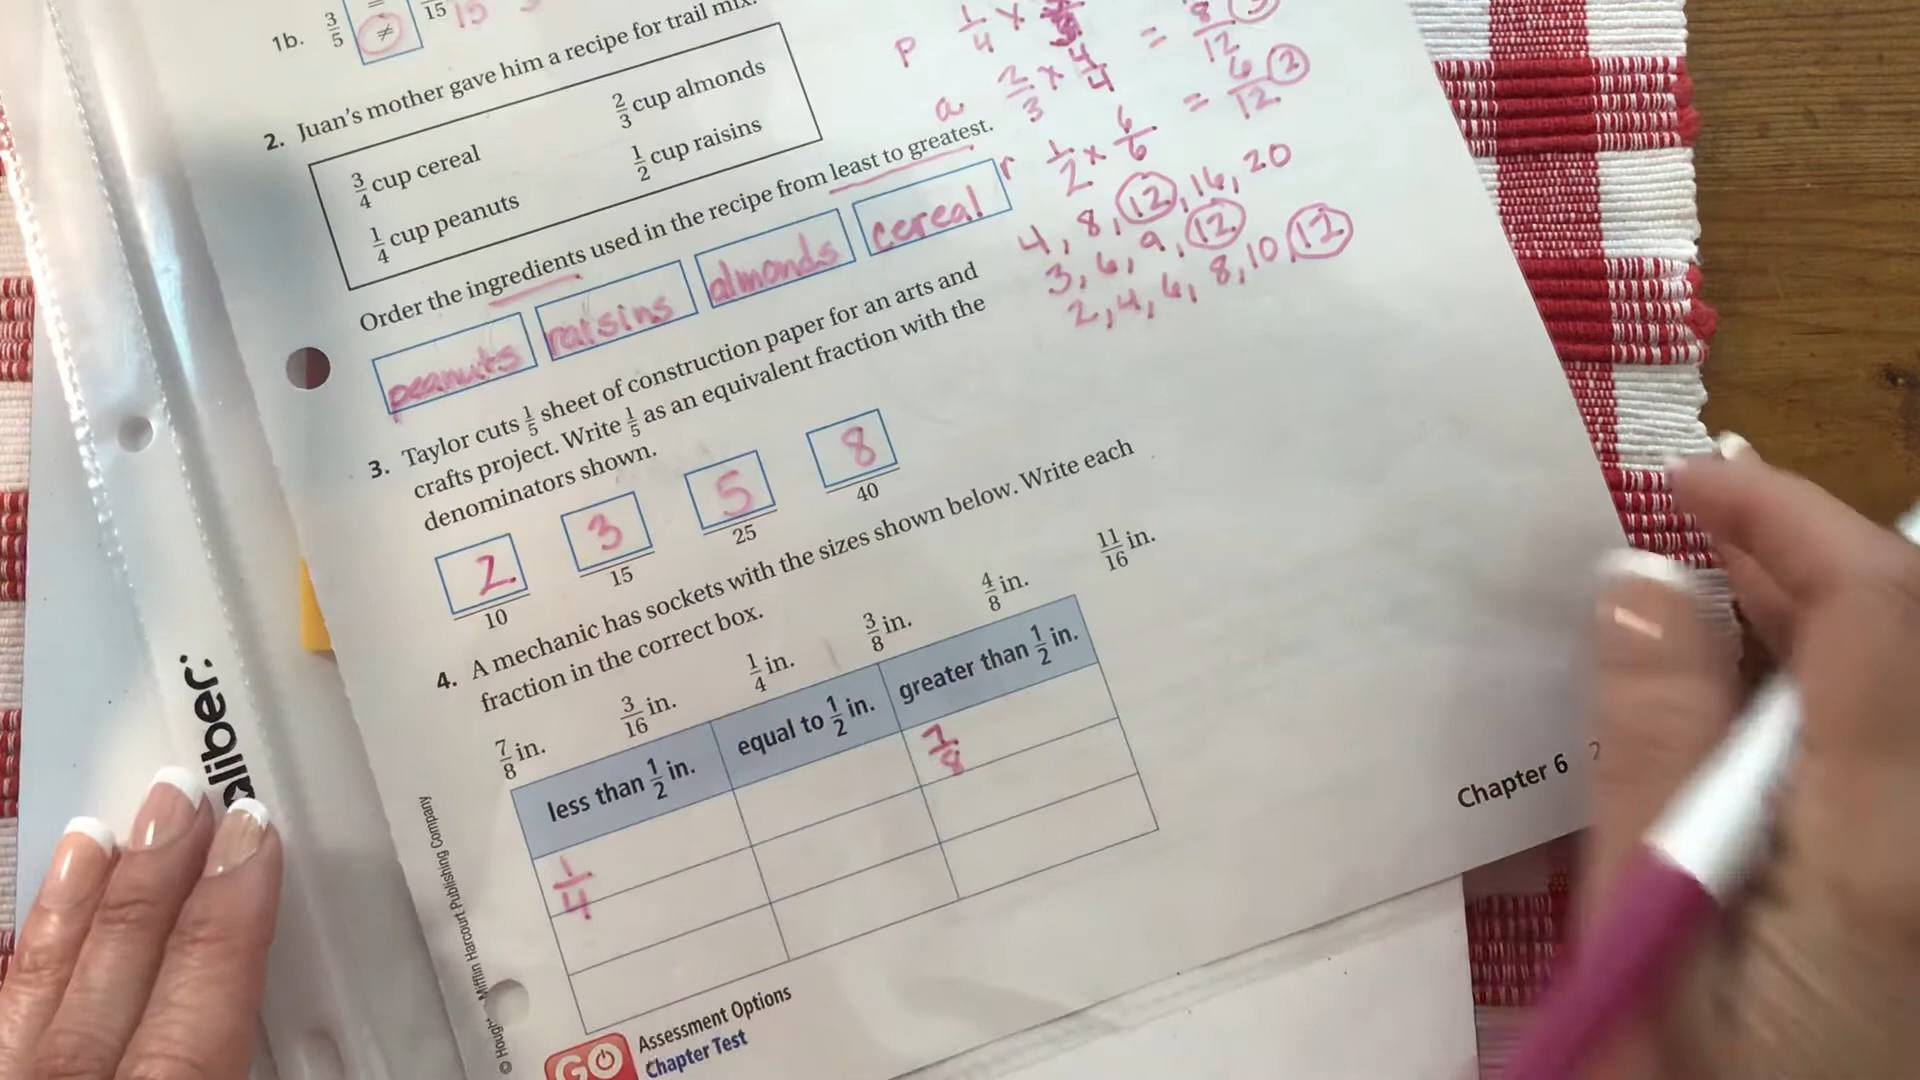 1b. 3/5 ≠ 15 15
2. Juan's mother gave him a recipe for trail mix.
3/4 cup cereal 2/3 cup almonds
1/4 cup peanuts 1/2 cup raisins
Order the ingredients used in the recipe from least to greatest.
peanuts raisins almonds cereal
p 1/4 ×
a 2/3 × 4/4 = 8/12
r 1/2 × 6/6 = 6/12 2
4, 8, 12, 16, 20
3, 6, 9, 12
2, 4, 6, 8, 10, 12
3. Taylor cuts 1/5 sheet of construction paper for an arts and
crafts project. Write 1/5 as an equivalent fraction with the
denominators shown.
2/10 3/15 5/25 8/40
4. A mechanic has sockets with the sizes shown below. Write each
fraction in the correct box.
7/8 in. 3/16 in. 1/4 in. 3/8 in. 4/8 in. 11/16 in.
less than 1/2 in. equal to 1/2 in. greater than 1/2 in.
1/4 7/8
Chapter 6
Mifflin Harcourt Publishing Company
GO
Assessment Options
Chapter Test